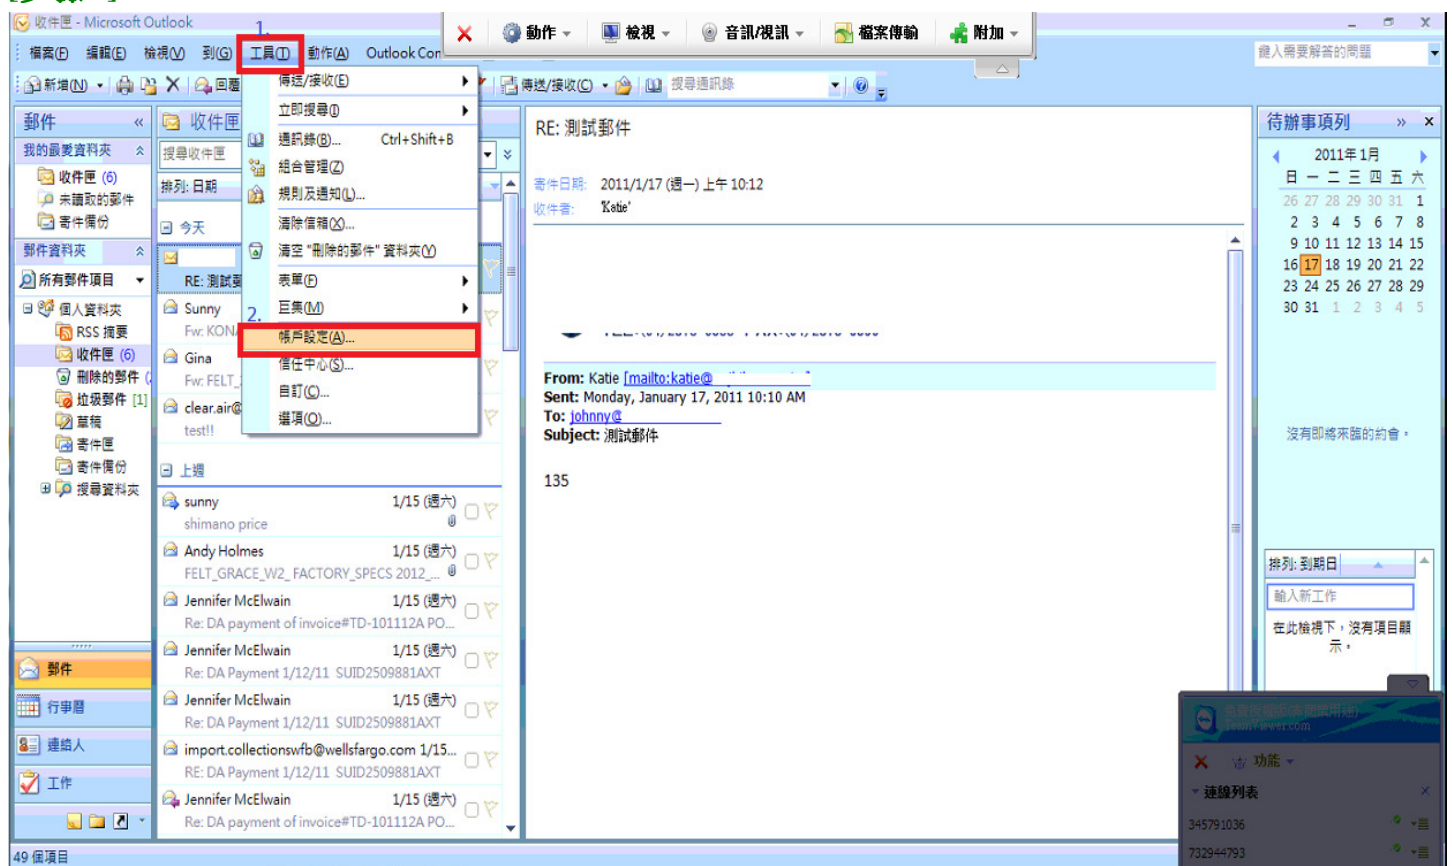 收件匣 - Microsoft Outlook
1.
動作
檢視
音訊/視訊
檔案傳輸
附加
檔案(F) 編輯(E) 檢視(V) 到(G) 工具(T) 動作(A) Outlook Con
鍵入需要解答的問題
新增(N)
回覆
傳送/接收(C)
搜尋通訊錄
傳送/接收(E)
立即搜尋(I)
通訊錄(B)... Ctrl+Shift+B
組合管理(Z)
規則及通知(L)...
清除信箱(X)...
清空 "刪除的郵件" 資料夾(Y)
表單(F)
巨集(M)
2.
帳戶設定(A)...
信任中心(S)...
自訂(C)...
選項(O)...
郵件 «
我的最愛資料夾
收件匣 (6)
未讀取的郵件
寄件備份
郵件資料夾
所有郵件項目
個人資料夾
RSS 摘要
收件匣 (6)
刪除的郵件
垃圾郵件 [1]
草稿
寄件匣
寄件備份
搜尋資料夾
郵件
行事曆
連絡人
工作
49 個項目
收件匣
搜尋收件匣
排列: 日期
今天
RE: 測試郵
Sunny
Fw: KON
Gina
Fw: FELT_
clear.air@
test!!
上週
sunny 1/15 (週六)
shimano price
Andy Holmes 1/15 (週六)
FELT_GRACE_W2_ FACTORY_SPECS 2012_...
Jennifer McElwain 1/15 (週六)
Re: DA payment of invoice#TD-101112A PO...
Jennifer McElwain 1/15 (週六)
Re: DA Payment 1/12/11 SUID2509881AXT
Jennifer McElwain 1/15 (週六)
Re: DA Payment 1/12/11 SUID2509881AXT
import.collectionswfb@wellsfargo.com 1/15...
RE: DA Payment 1/12/11 SUID2509881AXT
Jennifer McElwain 1/15 (週六)
Re: DA payment of invoice#TD-101112A PO...
RE: 測試郵件
寄件日期: 2011/1/17 (週一) 上午 10:12
收件者: 'Katie'
From: Katie [mailto:katie@
Sent: Monday, January 17, 2011 10:10 AM
To: johnny@
Subject: 測試郵件
135
待辦事項列 » ×
2011年 1月
日 一 二 三 四 五 六
26 27 28 29 30 31 1
2 3 4 5 6 7 8
9 10 11 12 13 14 15
16 17 18 19 20 21 22
23 24 25 26 27 28 29
30 31 1 2 3 4 5
沒有即將來臨的約會。
排列: 到期日
輸入新工作
在此檢視下，沒有項目顯
示。
功能
連線列表
345791036
732944793